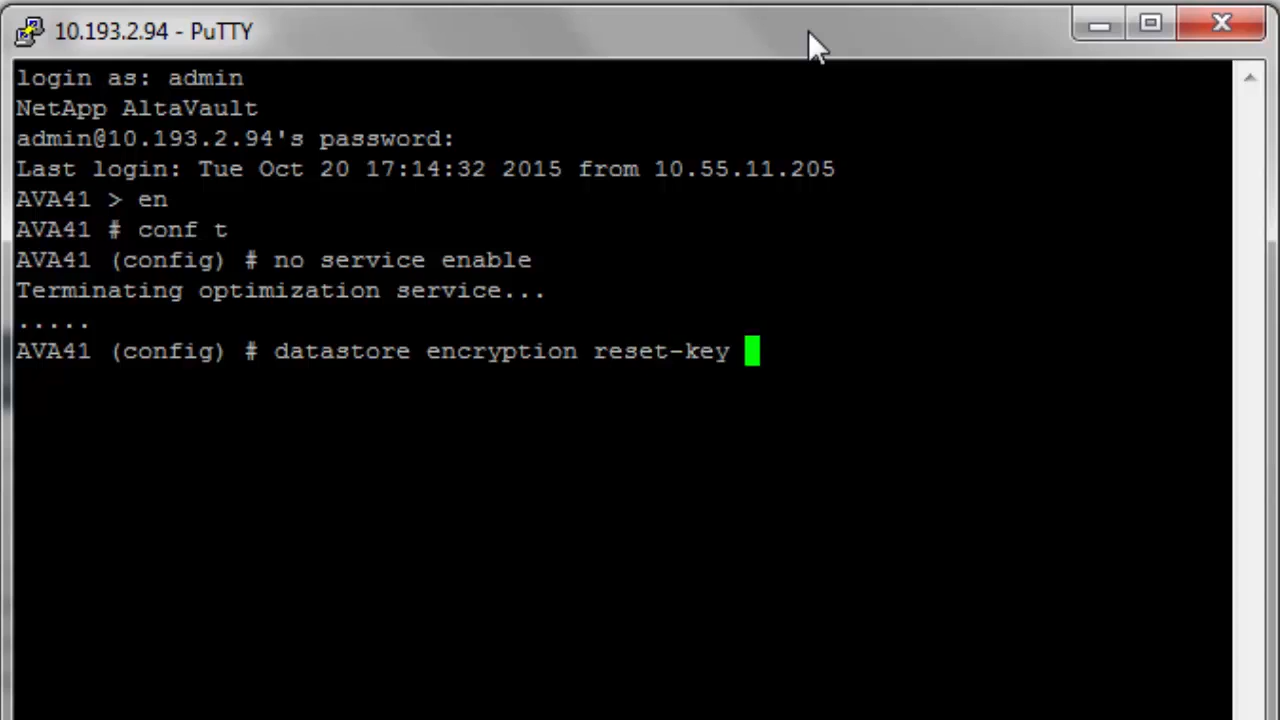 10.193.2.94 - PuTTY
login as: admin
NetApp AltaVault
admin@10.193.2.94's password:
Last login: Tue Oct 20 17:14:32 2015 from 10.55.11.205
AVA41 > en
AVA41 # conf t
AVA41 (config) # no service enable
Terminating optimization service...
.....
AVA41 (config) # datastore encryption reset-key